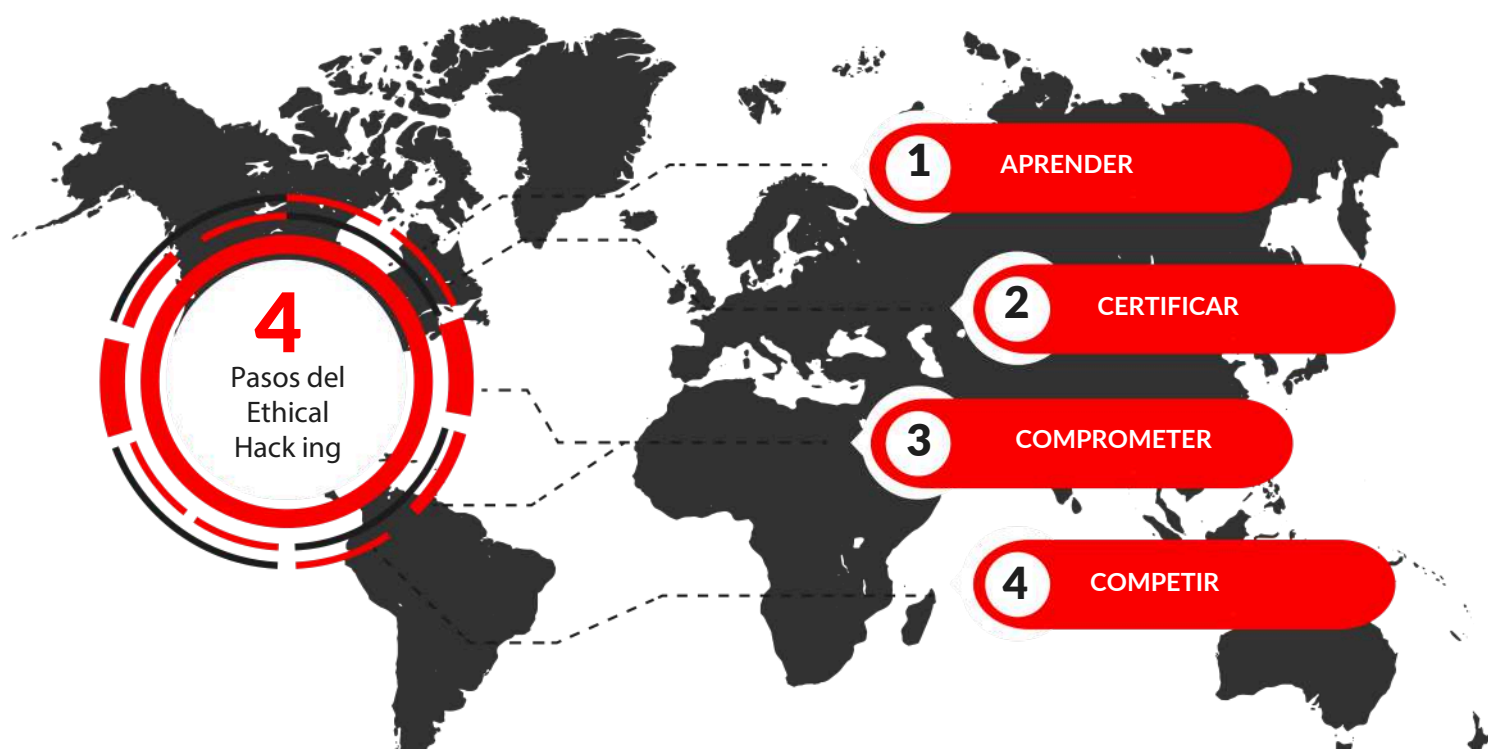 4
Pasos del
Ethical
Hack ing
1 APRENDER
2 CERTIFICAR
3 COMPROMETER
4 COMPETIR